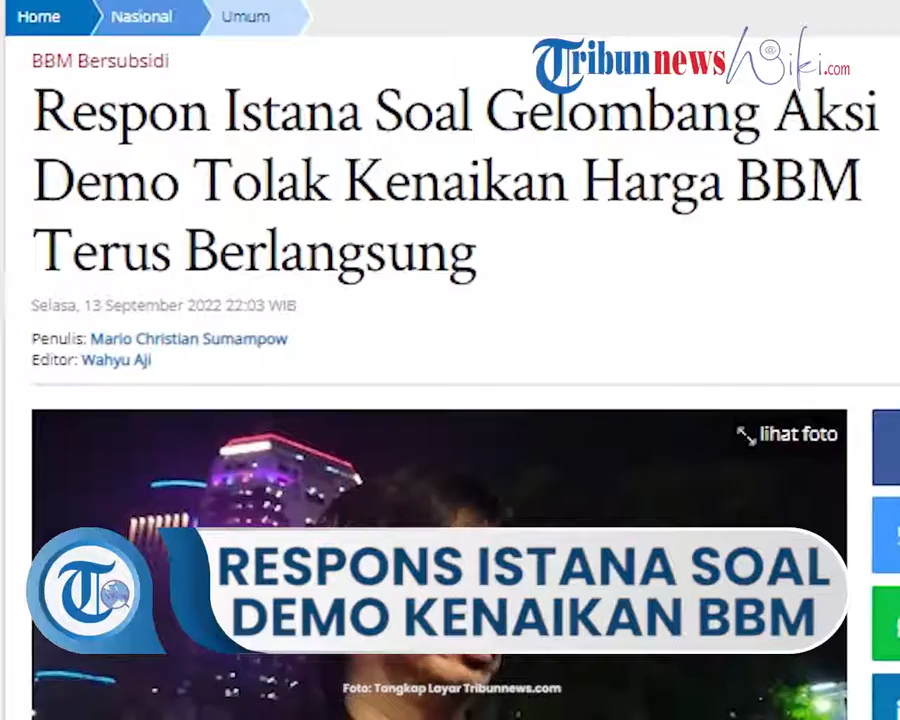 Home Nasional Umum
BBM Bersubsidi
Tribunnews Wiki.com
Respon Istana Soal Gelombang Aksi
Demo Tolak Kenaikan Harga BBM
Terus Berlangsung
Selasa, 13 September 2022 22:03 WIB
Penulis: Mario Christian Sumampow
Editor: Wahyu Aji
lihat foto
T
RESPONS ISTANA SOAL
DEMO KENAIKAN BBM
Foto: Tangkap Layar Tribunnews.com